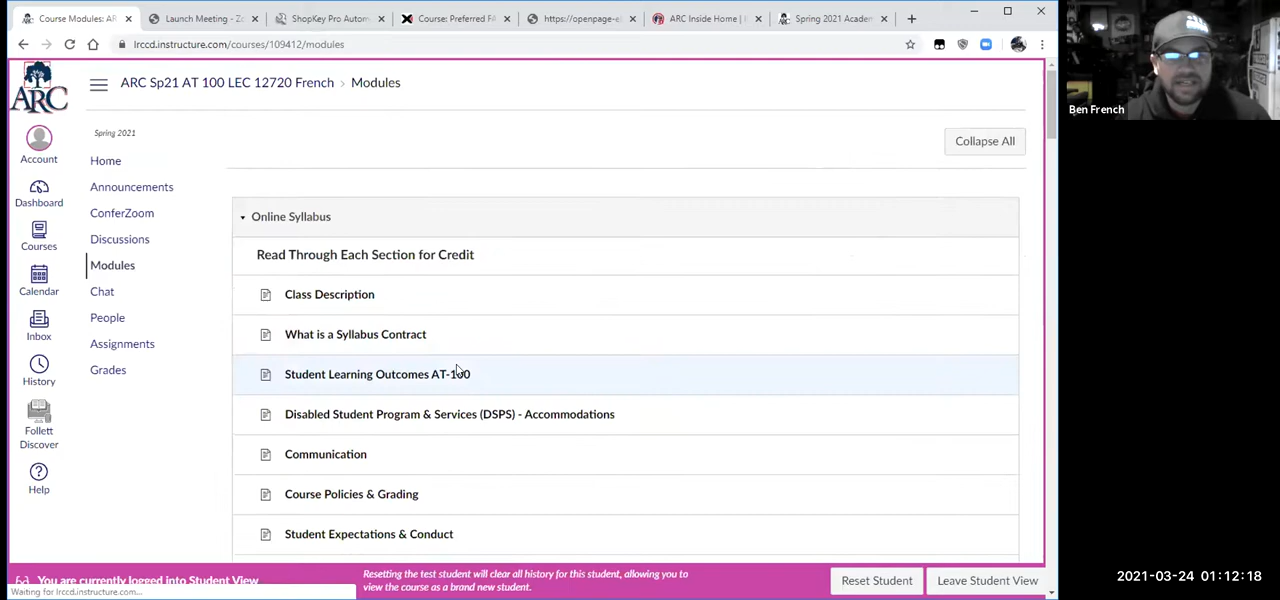 Course Modules: AR
Launch Meeting - Zo
ShopKey Pro Autom
Course: Preferred FA
https://openpage-e
ARC Inside Home | I
Spring 2021 Acade
lrccd.instructure.com/courses/109412/modules
ARC
ARC Sp21 AT 100 LEC 12720 French › Modules
Ben French
Spring 2021
Collapse All
Account
Dashboard
Courses
Calendar
Inbox
History
Follett
Discover
Help
Home
Announcements
ConferZoom
Discussions
Modules
Chat
People
Assignments
Grades
Online Syllabus
Read Through Each Section for Credit
Class Description
What is a Syllabus Contract
Student Learning Outcomes AT-100
Disabled Student Program & Services (DSPS) - Accommodations
Communication
Course Policies & Grading
Student Expectations & Conduct
You are currently logged into Student View
Resetting the test student will clear all history for this student, allowing you to
view the course as a brand new student.
Reset Student
Leave Student View
Waiting for lrccd.instructure.com...
2021-03-24 01:12:18